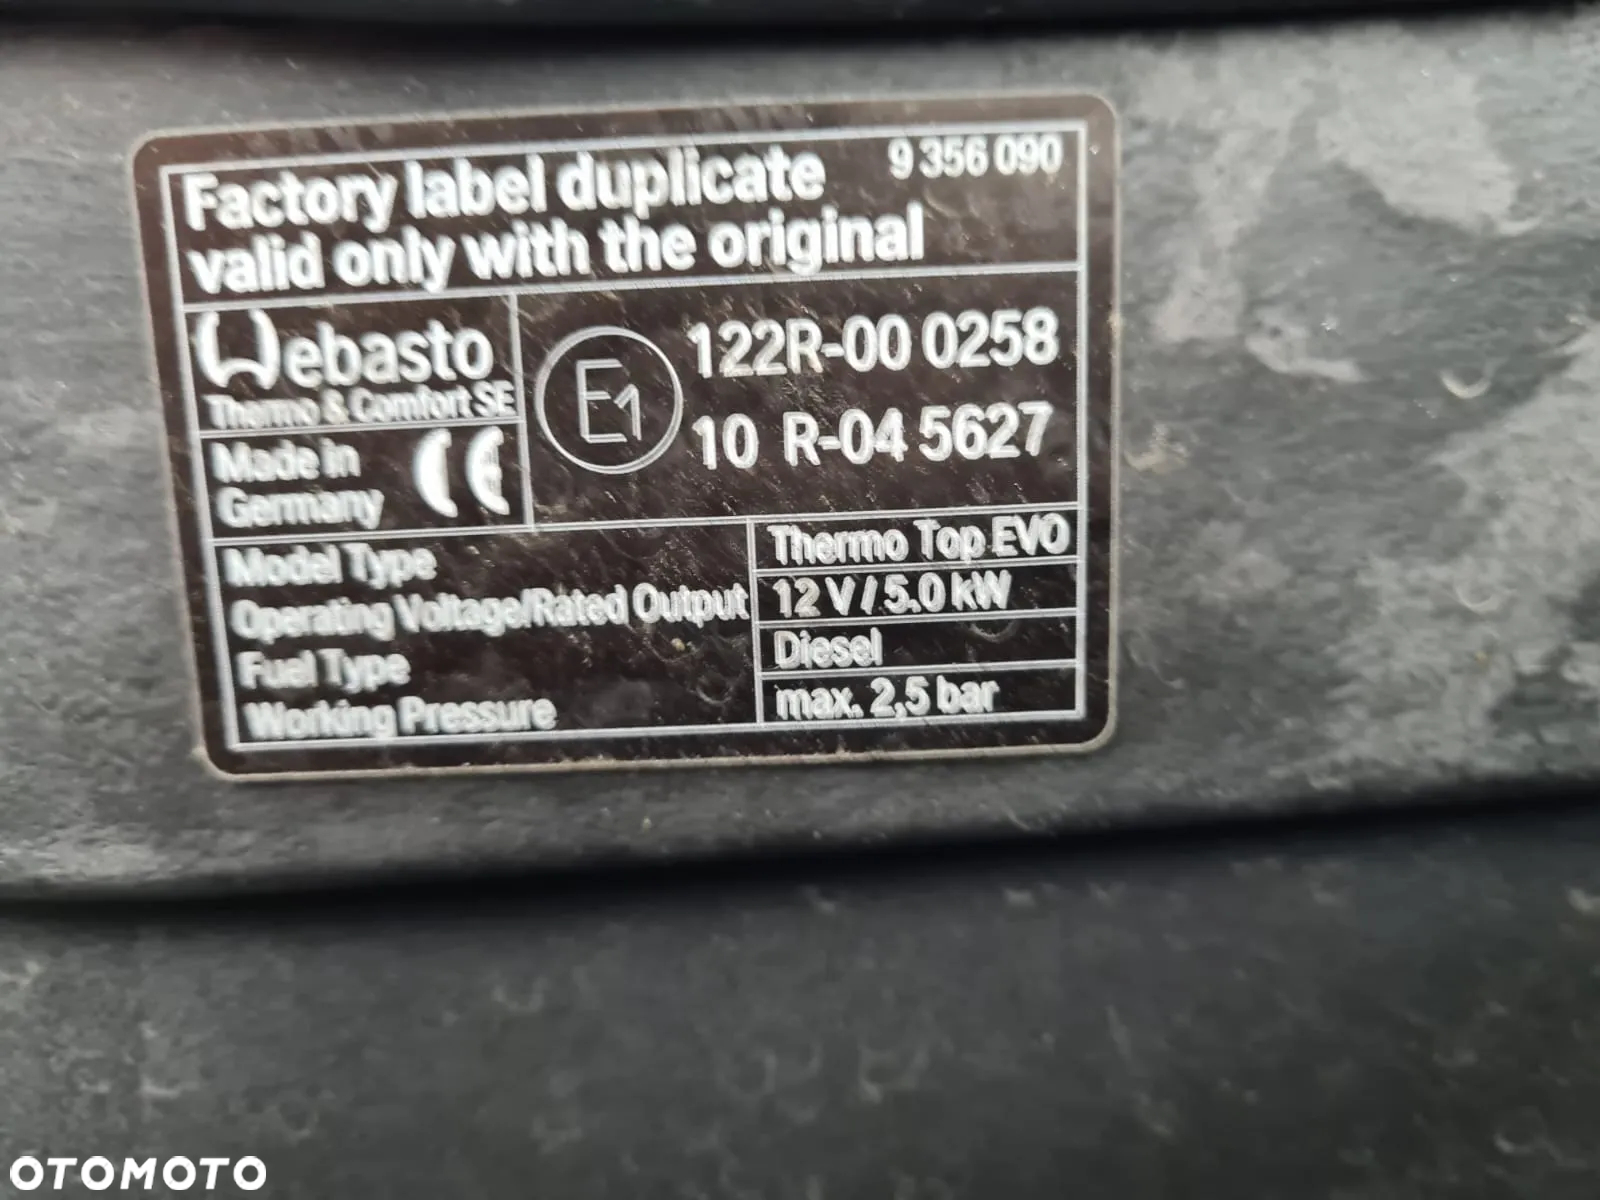 Factory label duplicate 9 356 090
valid only with the original
Webasto
Thermo & Comfort SE
Made in
Germany
CE
E1
122R-00 0258
10 R-04 5627
Model Type Thermo Top EVO
Operating Voltage/Rated Output 12 V / 5.0 kW
Fuel Type Diesel
Working Pressure max. 2,5 bar
OTOMOTO